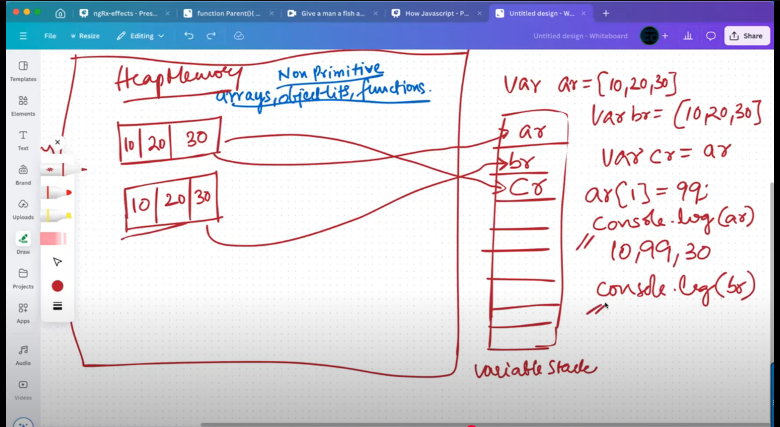 ngRx-effects - Pres...
function Parent(){ ...
Give a man a fish a...
How Javascript - P...
Untitled design - W...
File
Resize
Editing
Untitled design - Whiteboard
Share
Templates
Elements
Text
Brand
Uploads
Draw
Projects
Apps
Audio
Videos
Heap Memory
Non Primitive
arrays, object lits, functions.
10 20 30
10 20 30
ar
br
Cr
Variable Stack
Var ar = [10,20,30]
Var br = [10,20,30]
Var Cr = ar
ar[1] = 99;
console.log(ar)
// 10,99,30
console.log(br)
//